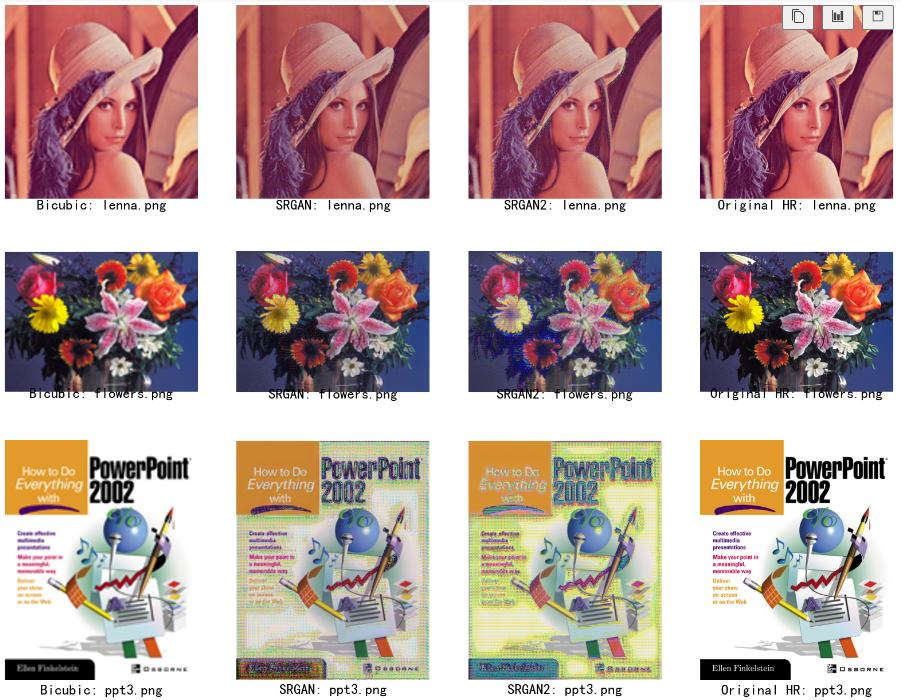 Bicubic: lenna.png
SRGAN: lenna.png
SRGAN2: lenna.png
Original HR: lenna.png
Bicubic: flowers.png
SRGAN: flowers.png
SRGAN2: flowers.png
Original HR: flowers.png
How to Do
Everything
with
PowerPoint
2002
Create effective
multimedia
presentations
Make your point in
a meaningful,
memorable way
Deliver
your show
on screen
or on the Web
Ellen Finkelstein
OSBORNE
Bicubic: ppt3.png
How to Do
Everything
with
PowerPoint
2002
Create effective
multimedia
presentations
Make your point in
a meaningful,
memorable way
Deliver
your show
on screen
or on the Web
Ellen Finkelstein
OSBORNE
SRGAN: ppt3.png
How to Do
Everything
with
PowerPoint
2002
Create effective
multimedia
presentations
Make your point in
a meaningful,
memorable way
Deliver
your show
on screen
or on the Web
Ellen Finkelstein
OSBORNE
SRGAN2: ppt3.png
How to Do
Everything
with
PowerPoint
2002
Create effective
multimedia
presentations
Make your point in
a meaningful,
memorable way
Deliver
your show
on screen
or on the Web
Ellen Finkelstein
OSBORNE
Original HR: ppt3.png